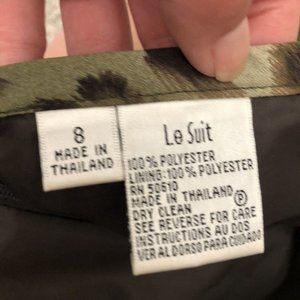 8
MADE IN
THAILAND
Le Suit
100% POLYESTER
LINING: 100% POLYESTER
RN 50610
MADE IN THAILAND
DRY CLEAN Ⓟ
SEE REVERSE FOR CARE
INSTRUCTIONS AU DOS
VER AL DORSO PARA CUIDADO